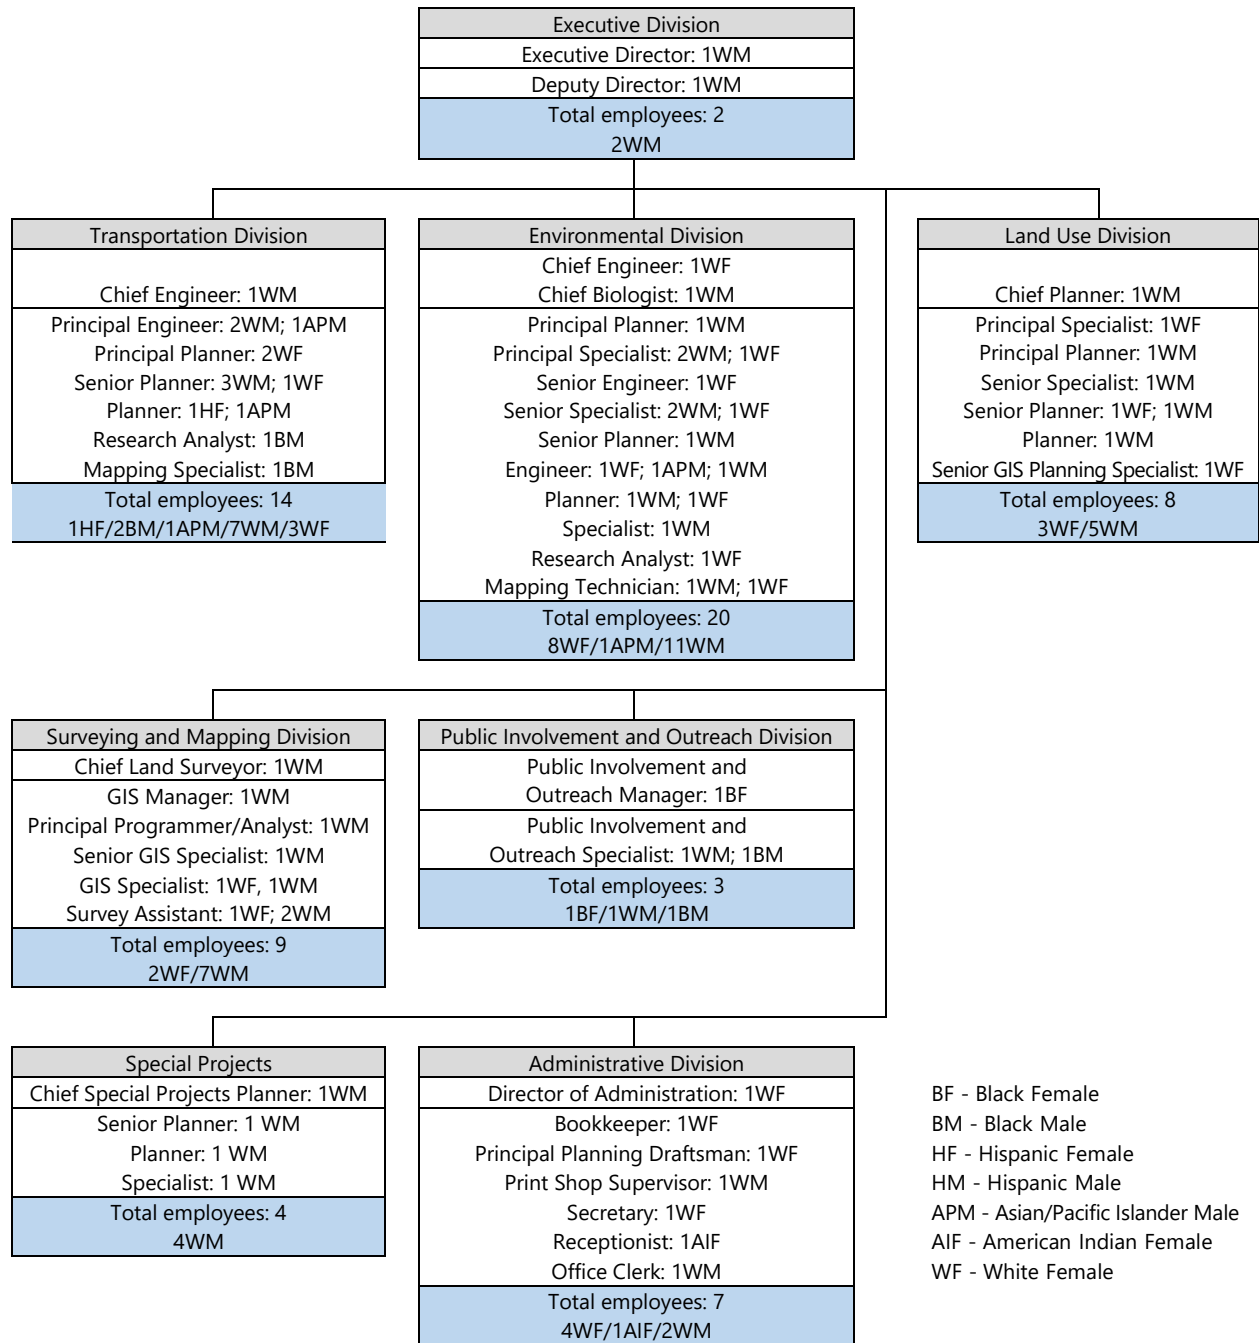 Executive Division
Executive Director: 1WM
Deputy Director: 1WM
Total employees: 2
2WM
Transportation Division
Chief Engineer: 1WM
Principal Engineer: 2WM; 1APM
Principal Planner: 2WF
Senior Planner: 3WM; 1WF
Planner: 1HF; 1APM
Research Analyst: 1BM
Mapping Specialist: 1BM
Total employees: 14
1HF/2BM/1APM/7WM/3WF
Environmental Division
Chief Engineer: 1WF
Chief Biologist: 1WM
Principal Planner: 1WM
Principal Specialist: 2WM; 1WF
Senior Engineer: 1WF
Senior Specialist: 2WM; 1WF
Senior Planner: 1WM
Engineer: 1WF; 1APM; 1WM
Planner: 1WM; 1WF
Specialist: 1WM
Research Analyst: 1WF
Mapping Technician: 1WM; 1WF
Total employees: 20
8WF/1APM/11WM
Land Use Division
Chief Planner: 1WM
Principal Specialist: 1WF
Principal Planner: 1WM
Senior Specialist: 1WM
Senior Planner: 1WF; 1WM
Planner: 1WM
Senior GIS Planning Specialist: 1WF
Total employees: 8
3WF/5WM
Surveying and Mapping Division
Chief Land Surveyor: 1WM
GIS Manager: 1WM
Principal Programmer/Analyst: 1WM
Senior GIS Specialist: 1WM
GIS Specialist: 1WF, 1WM
Survey Assistant: 1WF; 2WM
Total employees: 9
2WF/7WM
Public Involvement and Outreach Division
Public Involvement and
Outreach Manager: 1BF
Public Involvement and
Outreach Specialist: 1WM; 1BM
Total employees: 3
1BF/1WM/1BM
Special Projects
Chief Special Projects Planner: 1WM
Senior Planner: 1 WM
Planner: 1 WM
Specialist: 1 WM
Total employees: 4
4WM
Administrative Division
Director of Administration: 1WF
Bookkeeper: 1WF
Principal Planning Draftsman: 1WF
Print Shop Supervisor: 1WM
Secretary: 1WF
Receptionist: 1AIF
Office Clerk: 1WM
Total employees: 7
4WF/1AIF/2WM
BF - Black Female
BM - Black Male
HF - Hispanic Female
HM - Hispanic Male
APM - Asian/Pacific Islander Male
AIF - American Indian Female
WF - White Female